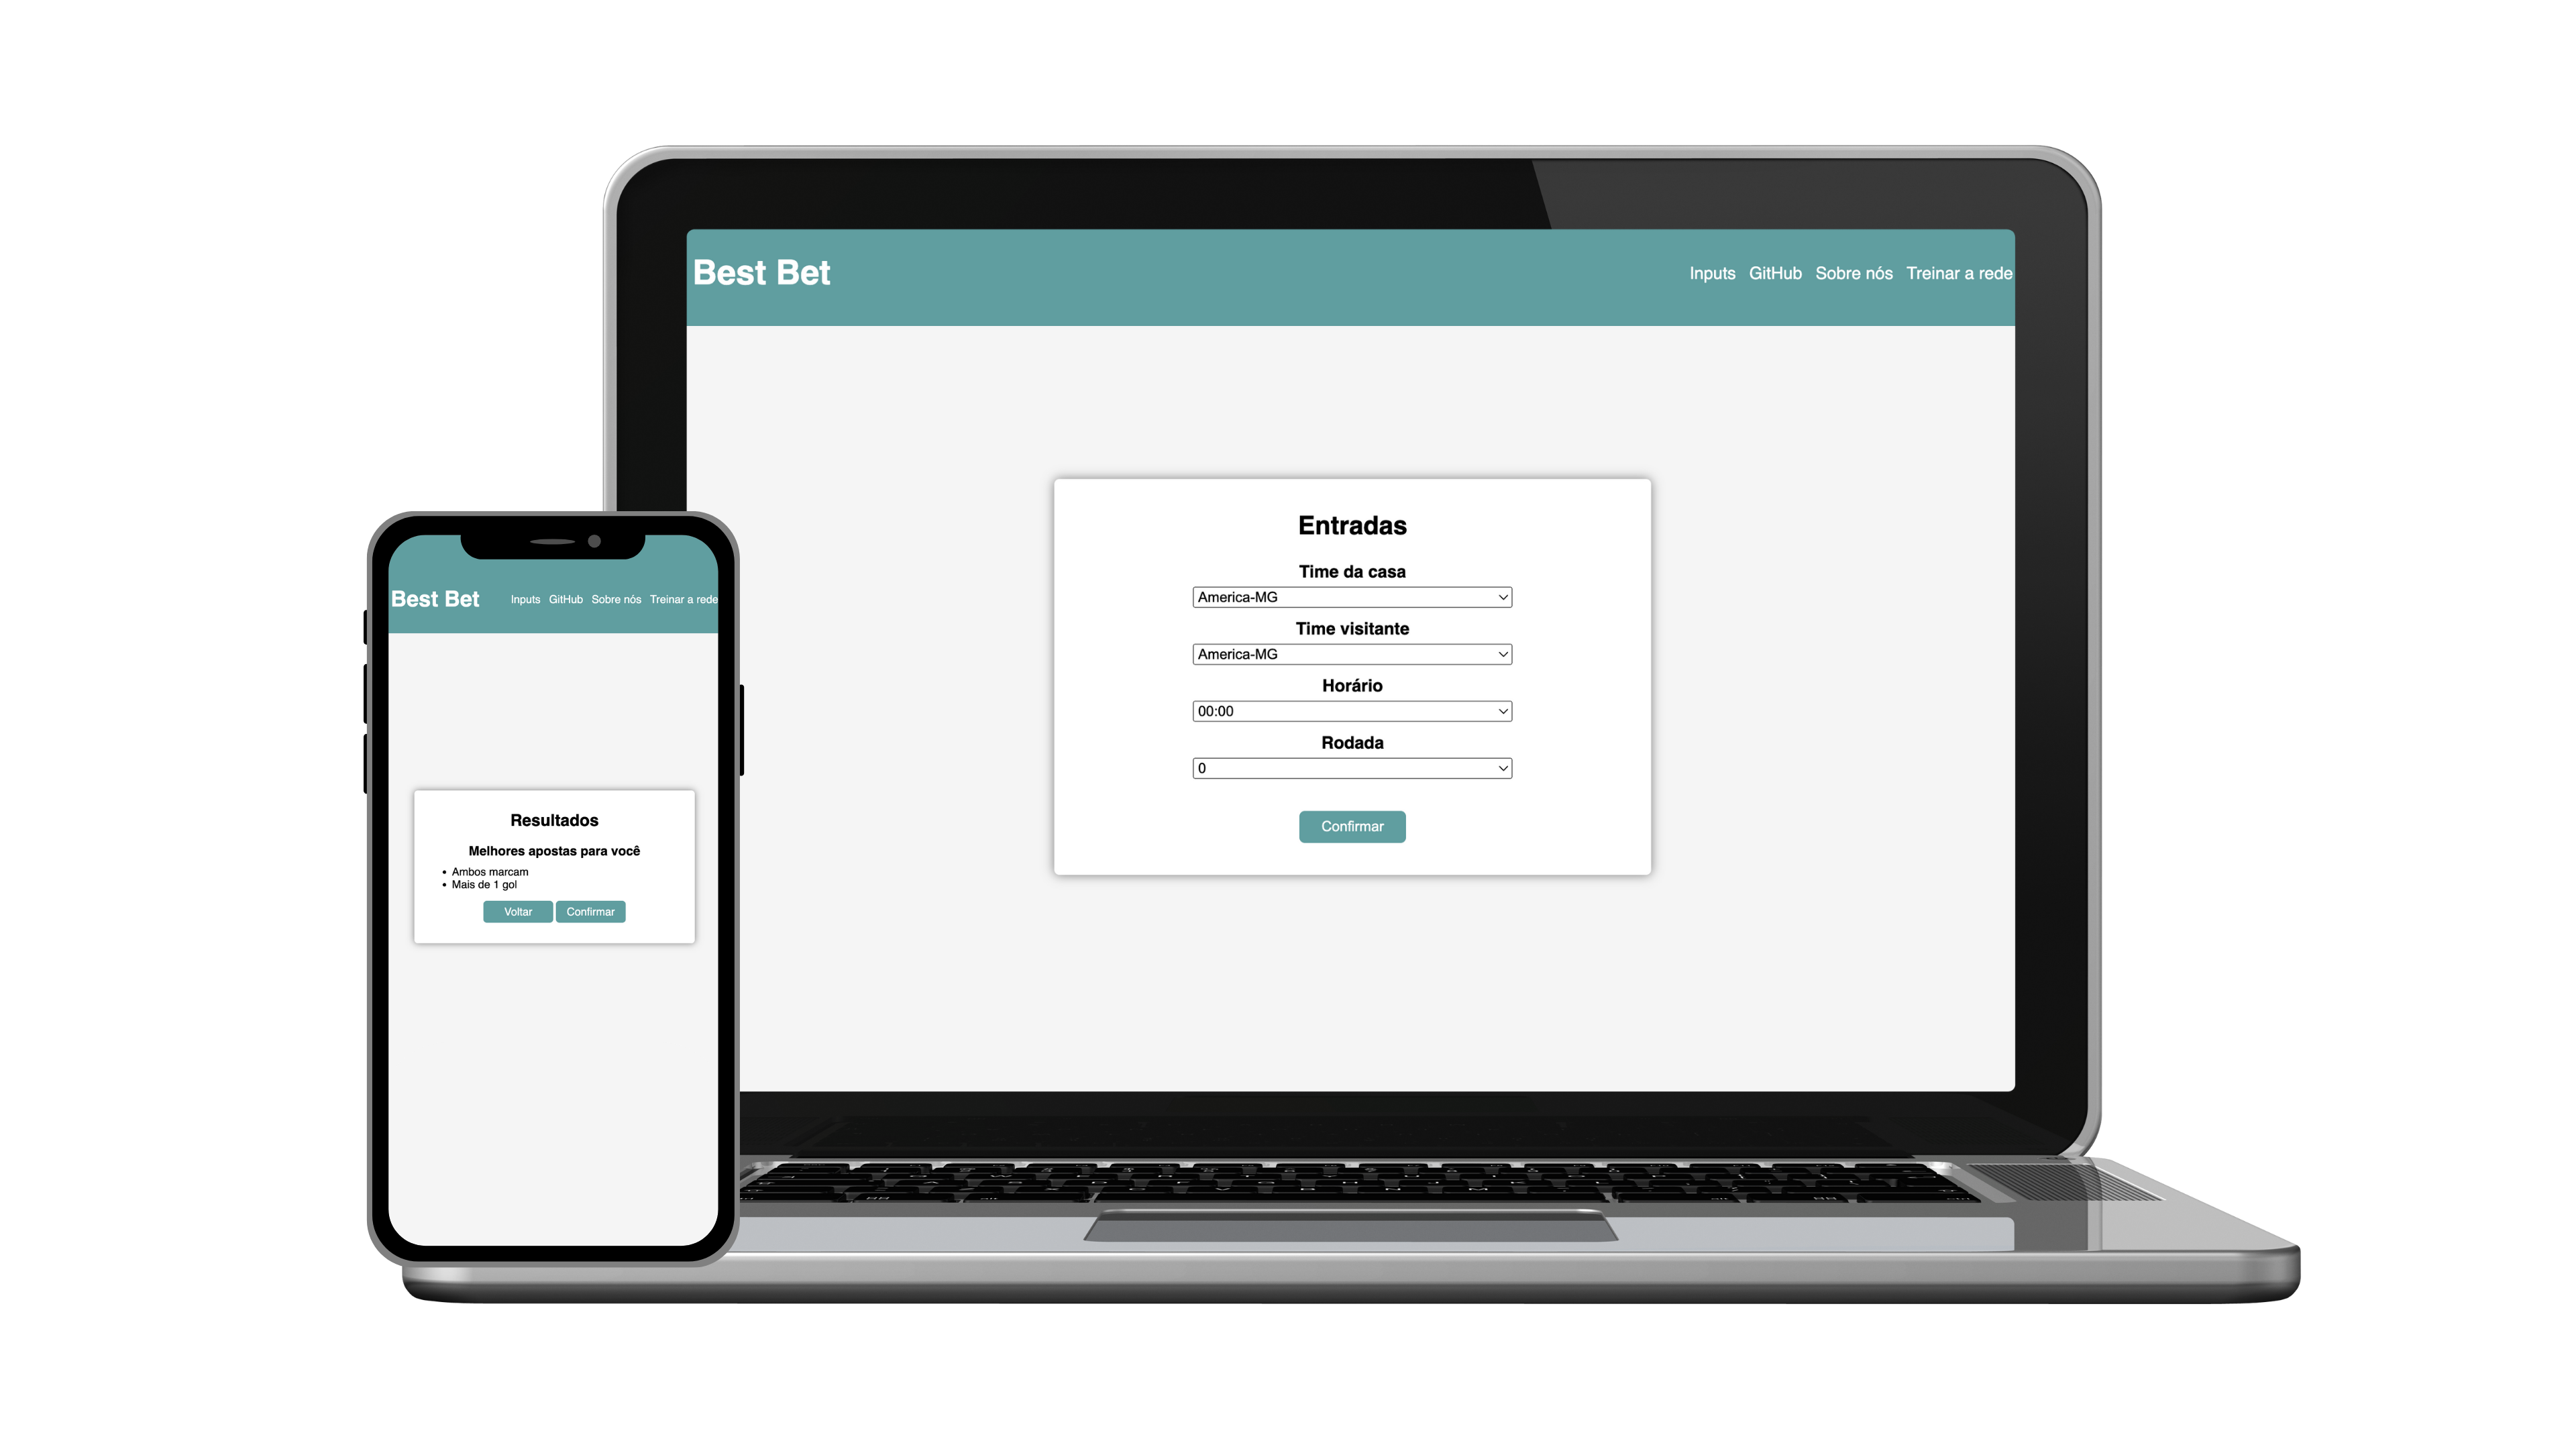 Best Bet
Inputs GitHub Sobre nós Treinar a rede
Entradas
Time da casa
America-MG
Time visitante
America-MG
Horário
00:00
Rodada
0
Confirmar
Best Bet
Inputs GitHub Sobre nós Treinar a rede
Resultados
Melhores apostas para você
• Ambos marcam
• Mais de 1 gol
Voltar Confirmar